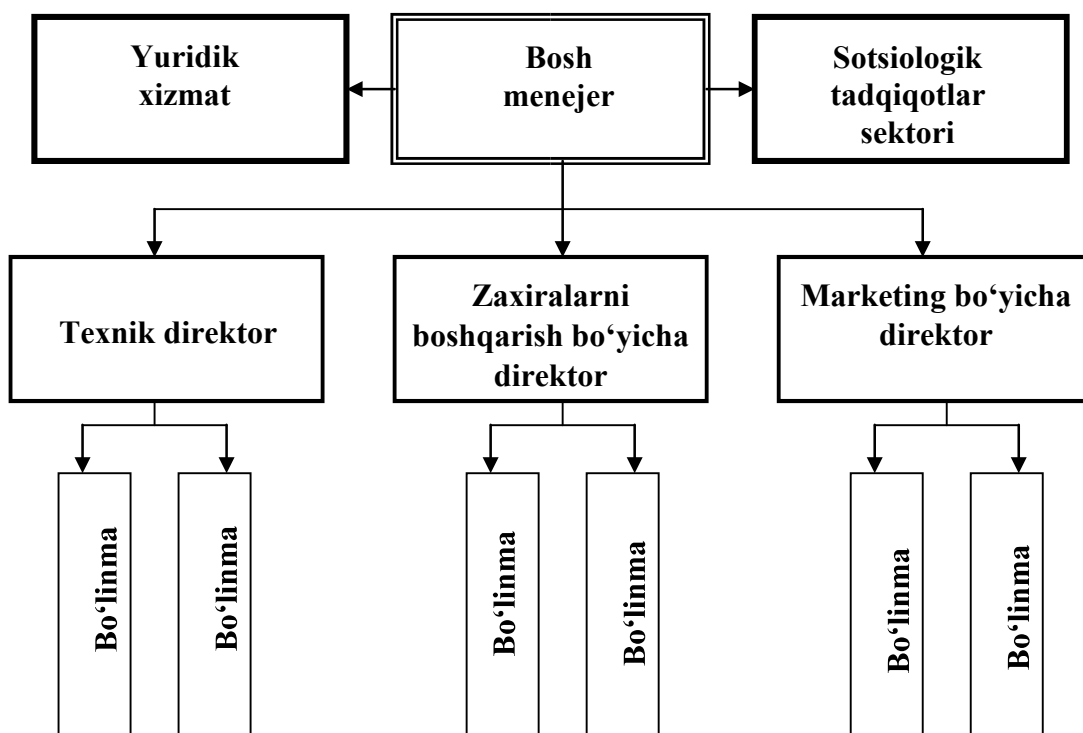 Yuridik
xizmat
Bosh
menejer
Sotsiologik
tadqiqotlar
sektori
Texnik direktor
Zaxiralarni
boshqarish bo‘yicha
direktor
Marketing bo‘yicha
direktor
Bo‘linma
Bo‘linma
Bo‘linma
Bo‘linma
Bo‘linma
Bo‘linma